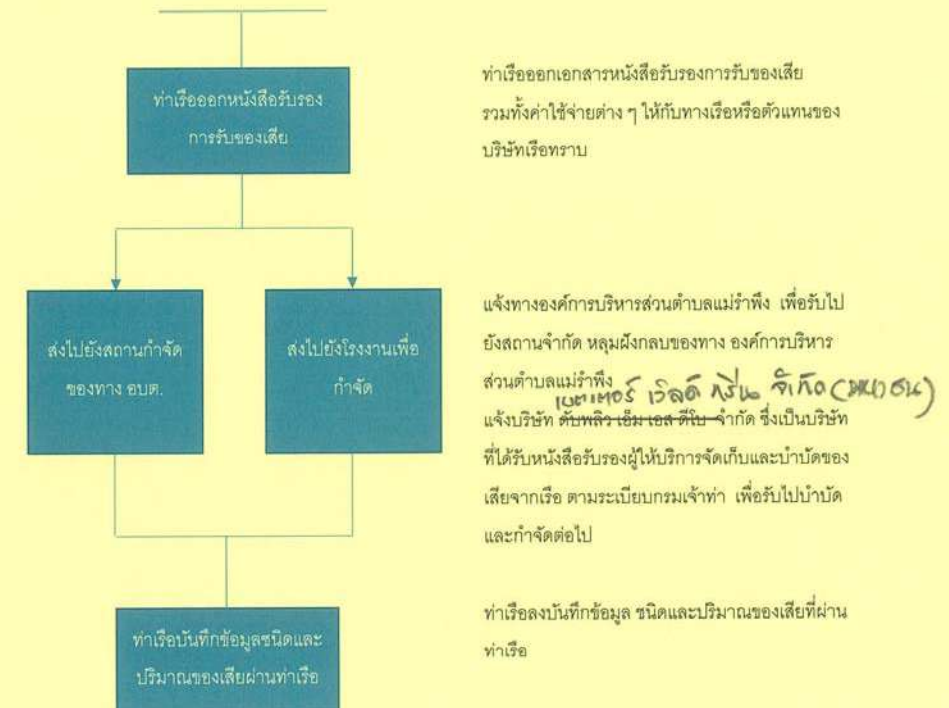 ท่าเรือออกหนังสือรับรอง
การรับของเสีย
ท่าเรือออกเอกสารหนังสือรับรองการรับของเสีย
รวมทั้งค่าใช้จ่ายต่าง ๆ ให้กับทางเรือหรือตัวแทนของ
บริษัทเรือทราบ
ส่งไปยังสถานกำจัด
ของทาง อบต.
ส่งไปยังโรงงานเพื่อ
กำจัด
แจ้งทางองค์การบริหารส่วนตำบลแม่รำพึง เพื่อรับไป
ยังสถานจำกัด หลุมฝังกลบของทาง องค์การบริหาร
ส่วนตำบลแม่รำพึง
เบตเตอร์ เวิลด์ กรีน จำกัด (มหาชน)
แจ้งบริษัท ดับพลิว เอ็ม เอส ดีโบ จำกัด ซึ่งเป็นบริษัท
ที่ได้รับหนังสือรับรองผู้ให้บริการจัดเก็บและบำบัดของ
เสียจากเรือ ตามระเบียบกรมเจ้าท่า เพื่อรับไปบำบัด
และกำจัดต่อไป
ท่าเรือบันทึกข้อมูลชนิดและ
ปริมาณของเสียผ่านท่าเรือ
ท่าเรือลงบันทึกข้อมูล ชนิดและปริมาณของเสียที่ผ่าน
ท่าเรือ